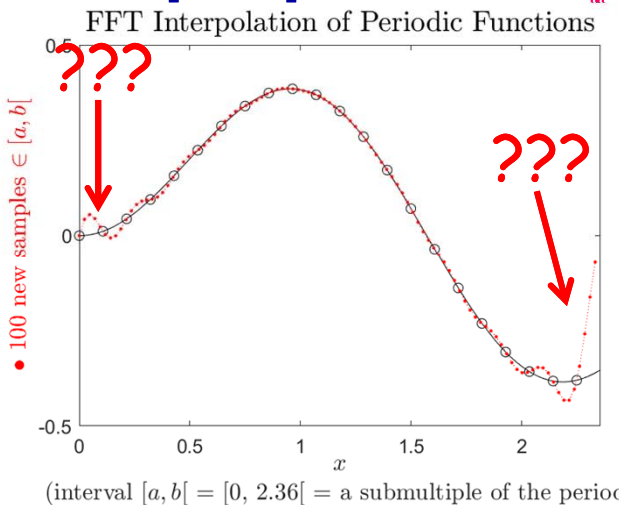 FFT Interpolation of Periodic Functions
???
???
• 100 new samples ∈ [a, b[
0.5
0
-0.5
0 0.5 1 1.5 2
x
(interval [a, b[ = [0, 2.36[ = a submultiple of the perio